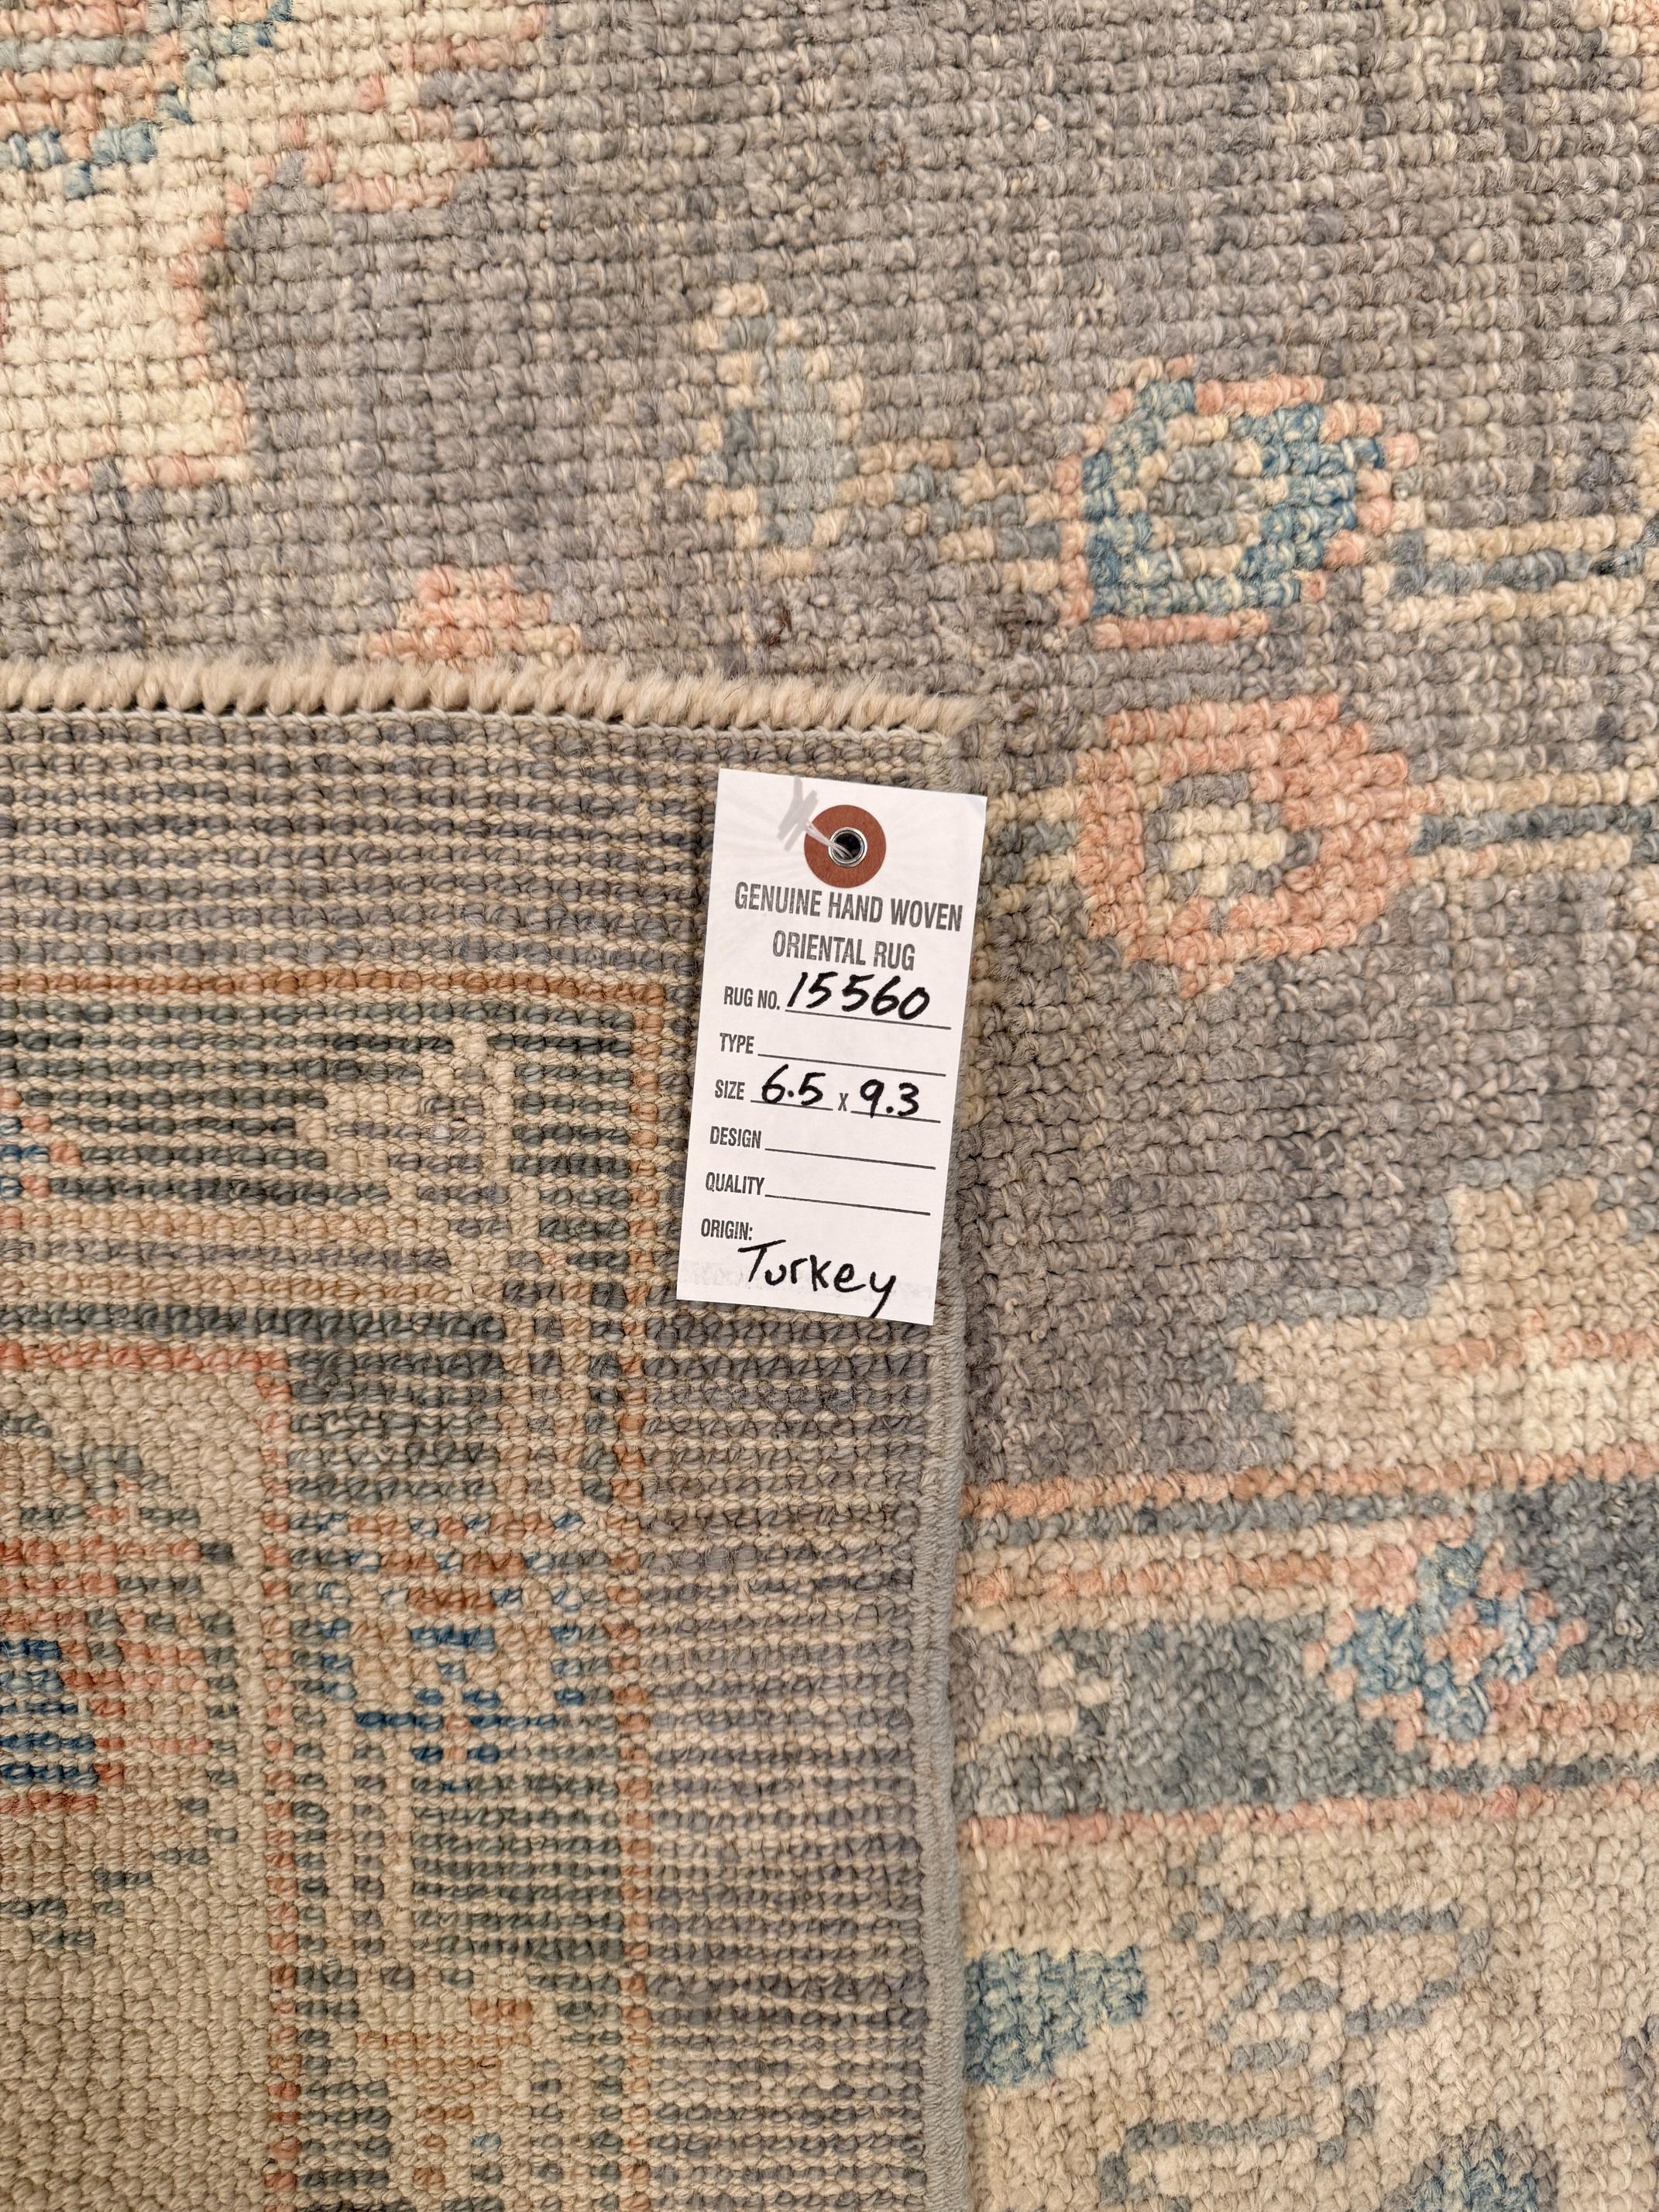 GENUINE HAND WOVEN
ORIENTAL RUG
RUG NO. 15560
TYPE
SIZE 6.5 X 9.3
DESIGN
QUALITY
ORIGIN:
Turkey